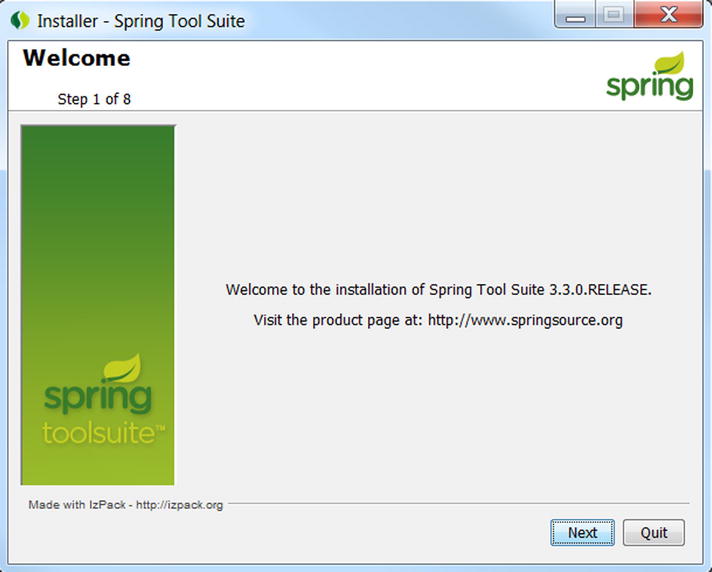 Installer - Spring Tool Suite
Welcome
Step 1 of 8
spring
Welcome to the installation of Spring Tool Suite 3.3.0.RELEASE.
Visit the product page at: http://www.springsource.org
spring
toolsuite™
Made with IzPack - http://izpack.org
Next
Quit